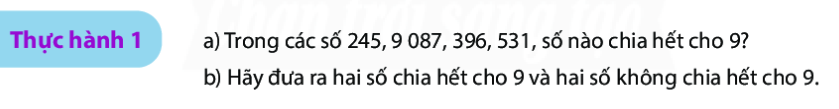 Thực hành 1
a) Trong các số 245, 9 087, 396, 531, số nào chia hết cho 9?
b) Hãy đưa ra hai số chia hết cho 9 và hai số không chia hết cho 9.